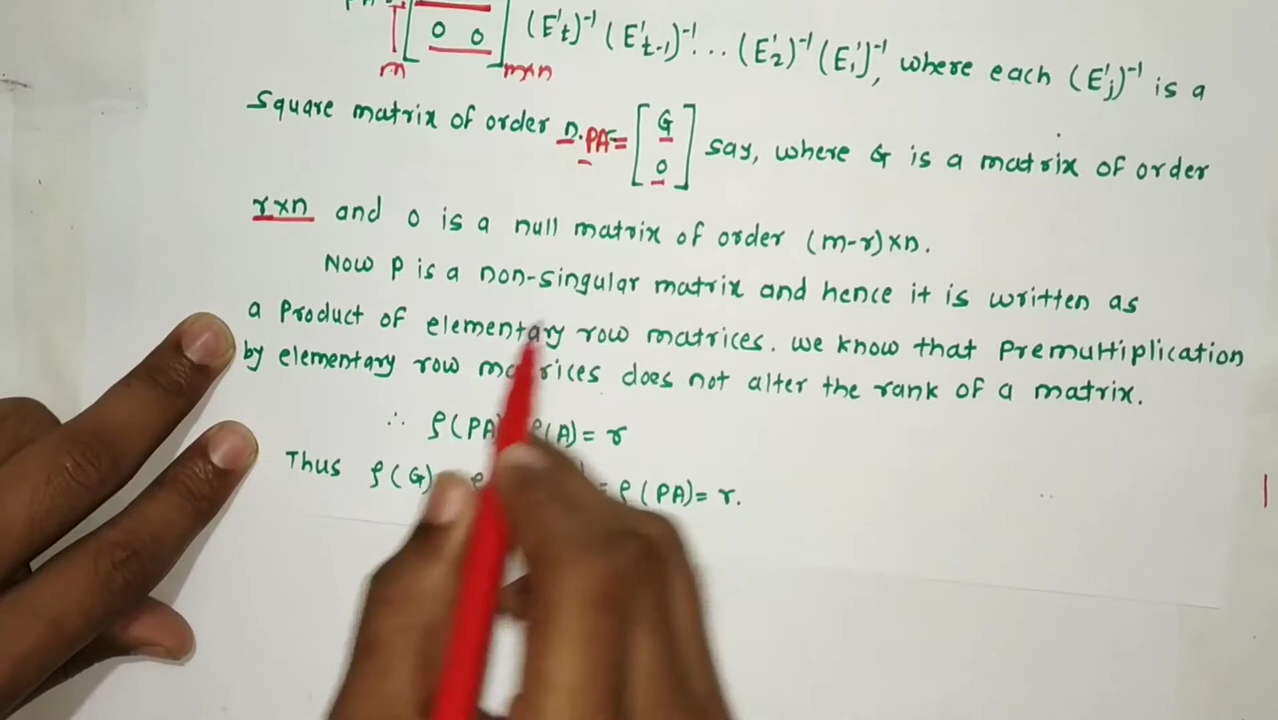 [0 0] m×n (E't)⁻¹ (E't-1)⁻¹... (E'2)⁻¹ (E'1)⁻¹, where each (E'j)⁻¹ is a
m
Square matrix of order n. PA= [G 0] say, where G is a matrix of order
r×n and 0 is a null matrix of order (m-r)×n.
Now P is a non-singular matrix and hence it is written as
a Product of elementary row matrices. we know that Premultiplication
by elementary row matrices does not alter the rank of a matrix.
∴ ρ(PA) ρ(A) = r
Thus ρ(G) = ρ(PA) = r.